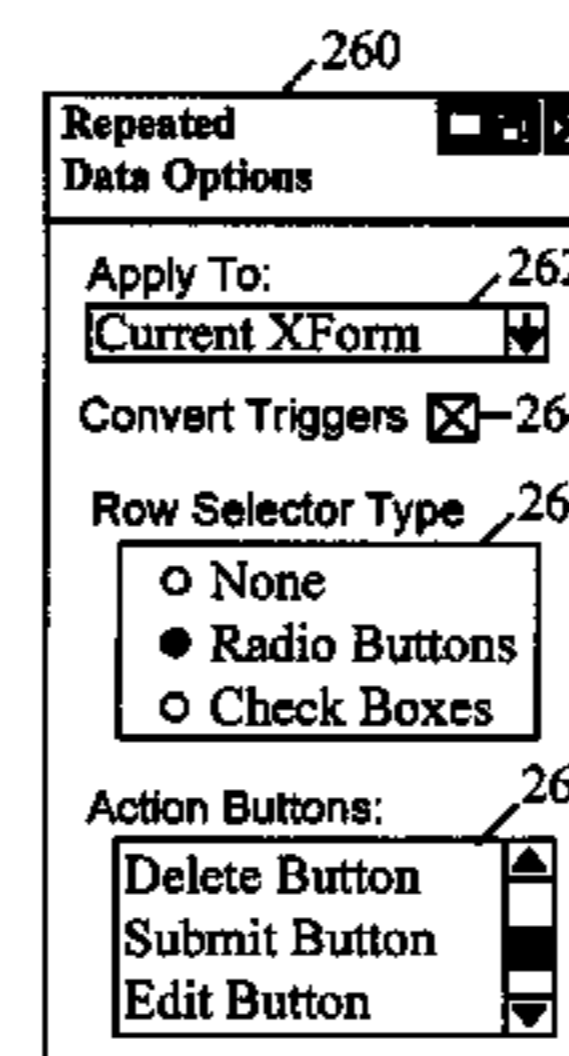 260
Repeated
Data Options
Apply To:
262
Current XForm
Convert Triggers
Row Selector Type
None
Radio Buttons
Check Boxes
Action Buttons:
Delete Button
Submit Button
Edit Button